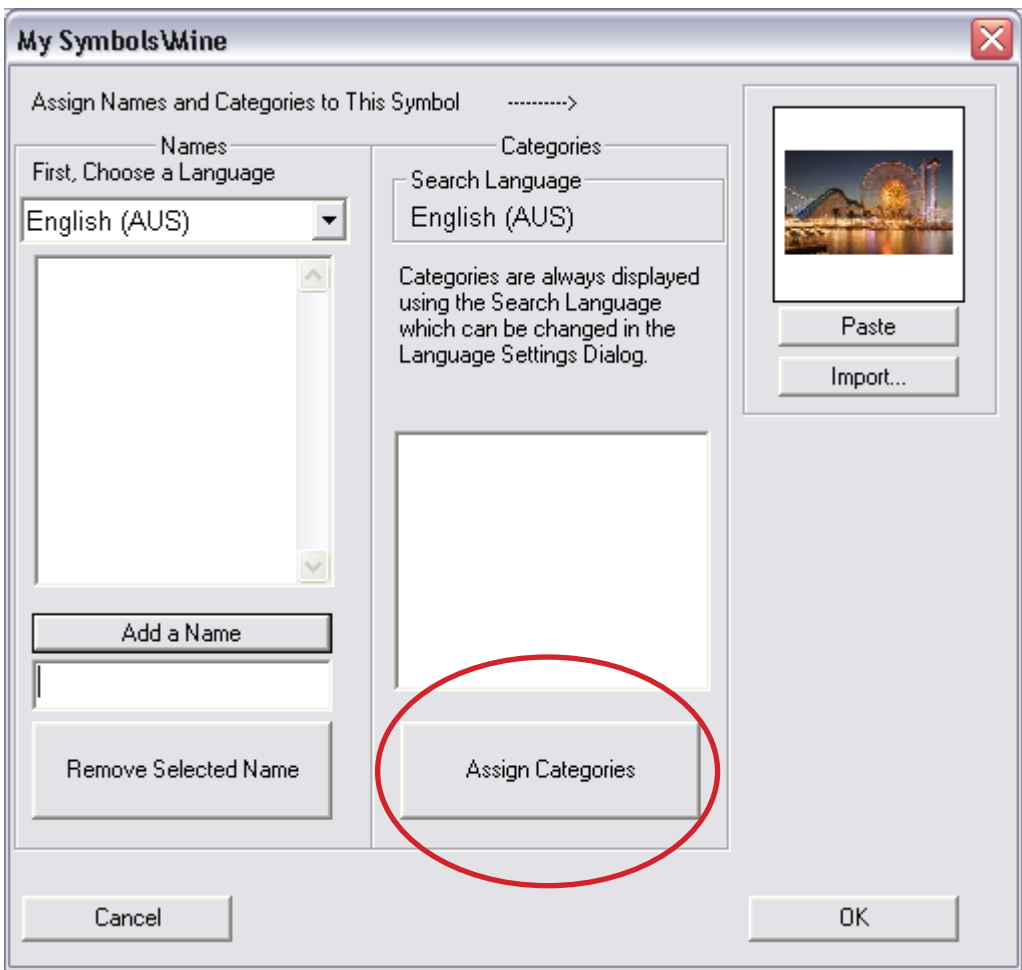 My Symbols\Mine
Assign Names and Categories to This Symbol ---------->
Names
First, Choose a Language
English (AUS)
Add a Name
Remove Selected Name
Categories
Search Language
English (AUS)
Categories are always displayed
using the Search Language
which can be changed in the
Language Settings Dialog.
Assign Categories
Paste
Import...
Cancel
OK